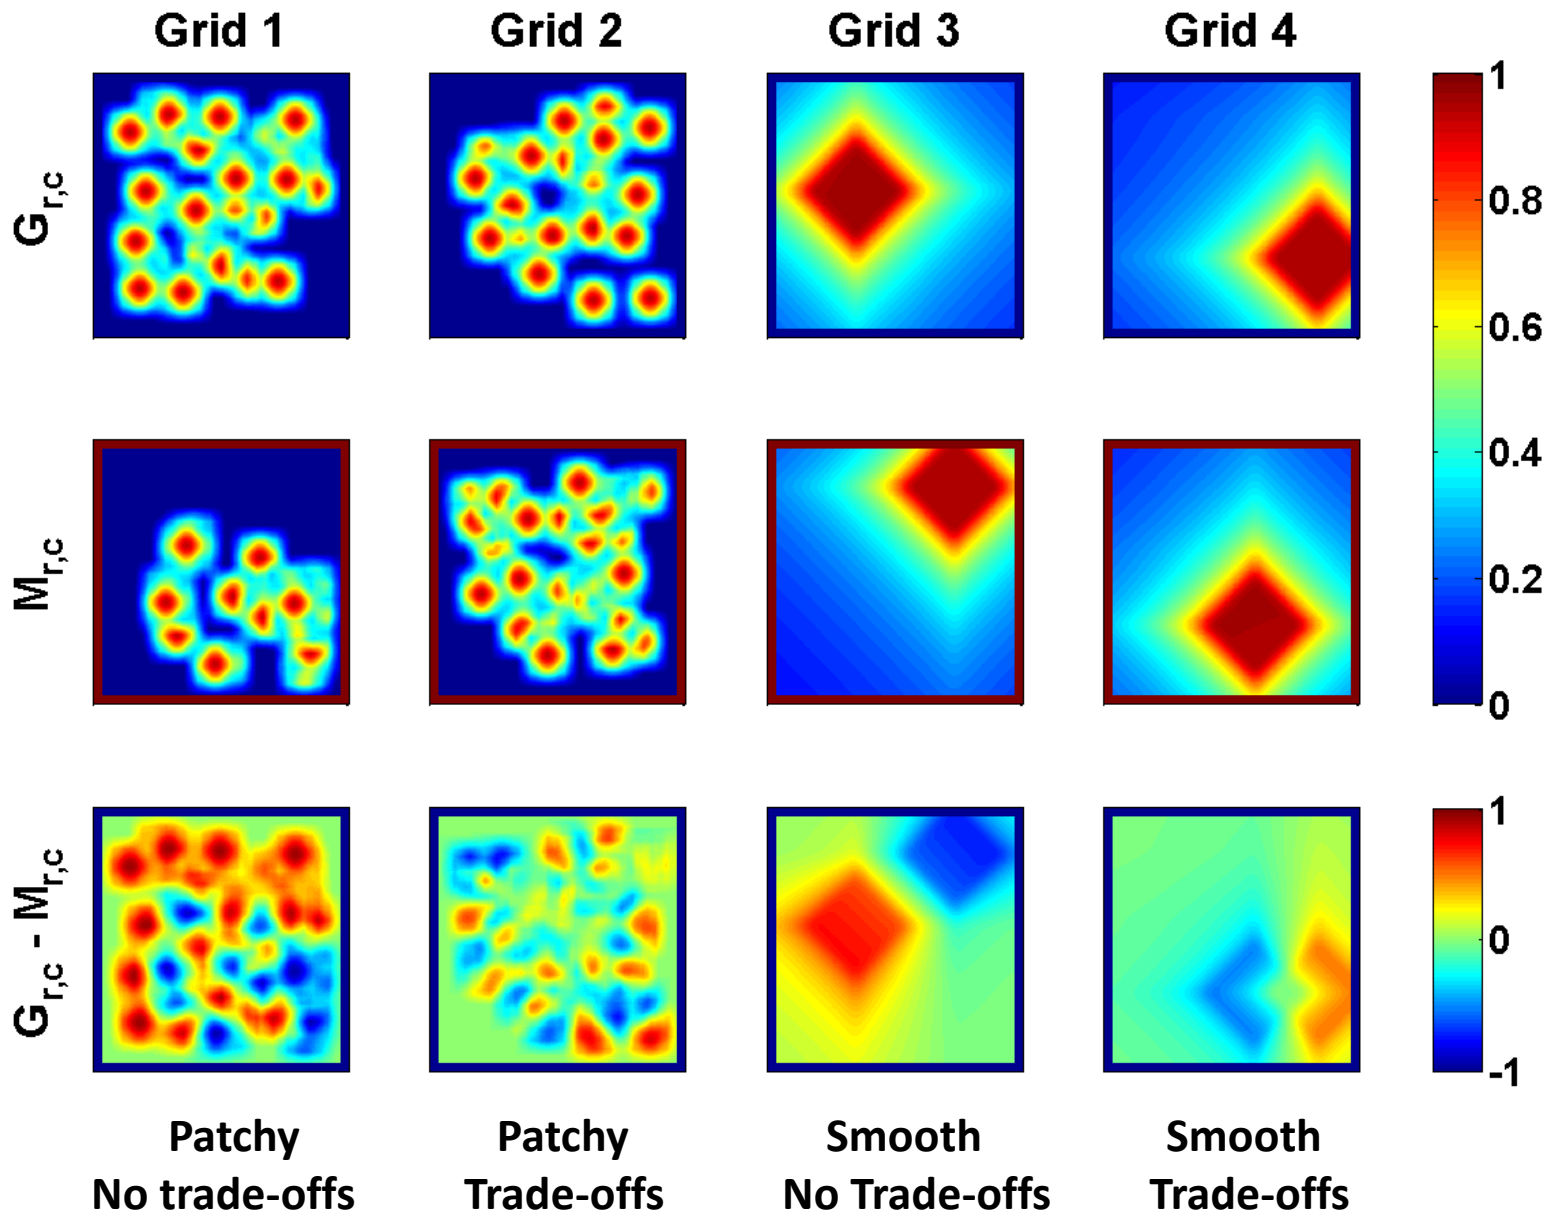 Grid 1 Grid 2 Grid 3 Grid 4
G r,c
1
0.8
0.6
0.4
0.2
0
M r,c
G r,c - M r,c
1
0
-1
Patchy Patchy Smooth Smooth
No trade-offs Trade-offs No Trade-offs Trade-offs